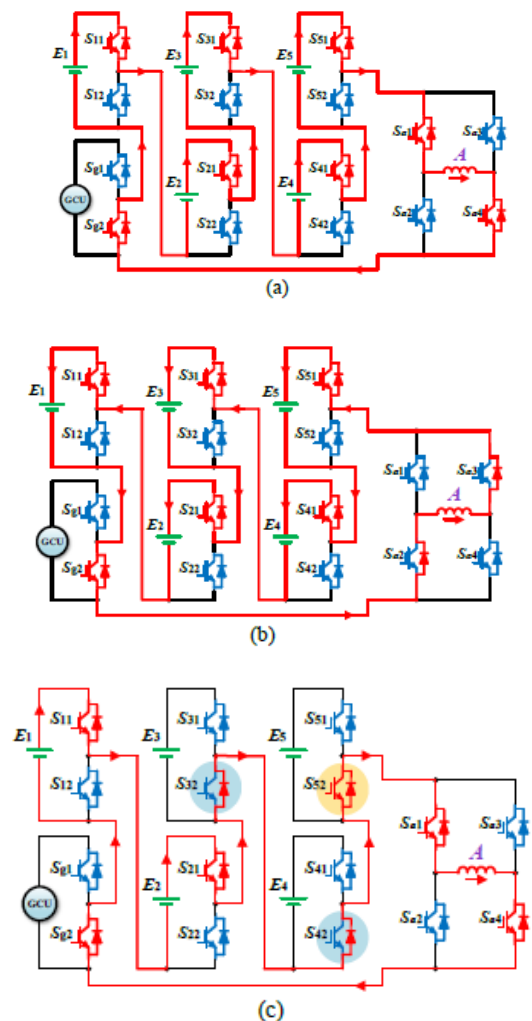 S11 S31 S51
E1 E3 E5
S12 S32 S52 Sa1 Sa3
Sg1 S21 S41 A
GCU E2 E4
Sg2 S22 S42 Sa2 Sa4
(a)
S11 S31 S51
E1 E3 E5
S12 S32 S52 Sa1 Sa3
Sg1 S21 S41 A
GCU E2 E4
Sg2 S22 S42 Sa2 Sa4
(b)
S11 S31 S51
E1 E3 E5
S12 S32 S52
Sa1 Sa3
Sg1 S21 S41 A
GCU E2 E4
Sg2 S22 S42 Sa2 Sa4
(c)